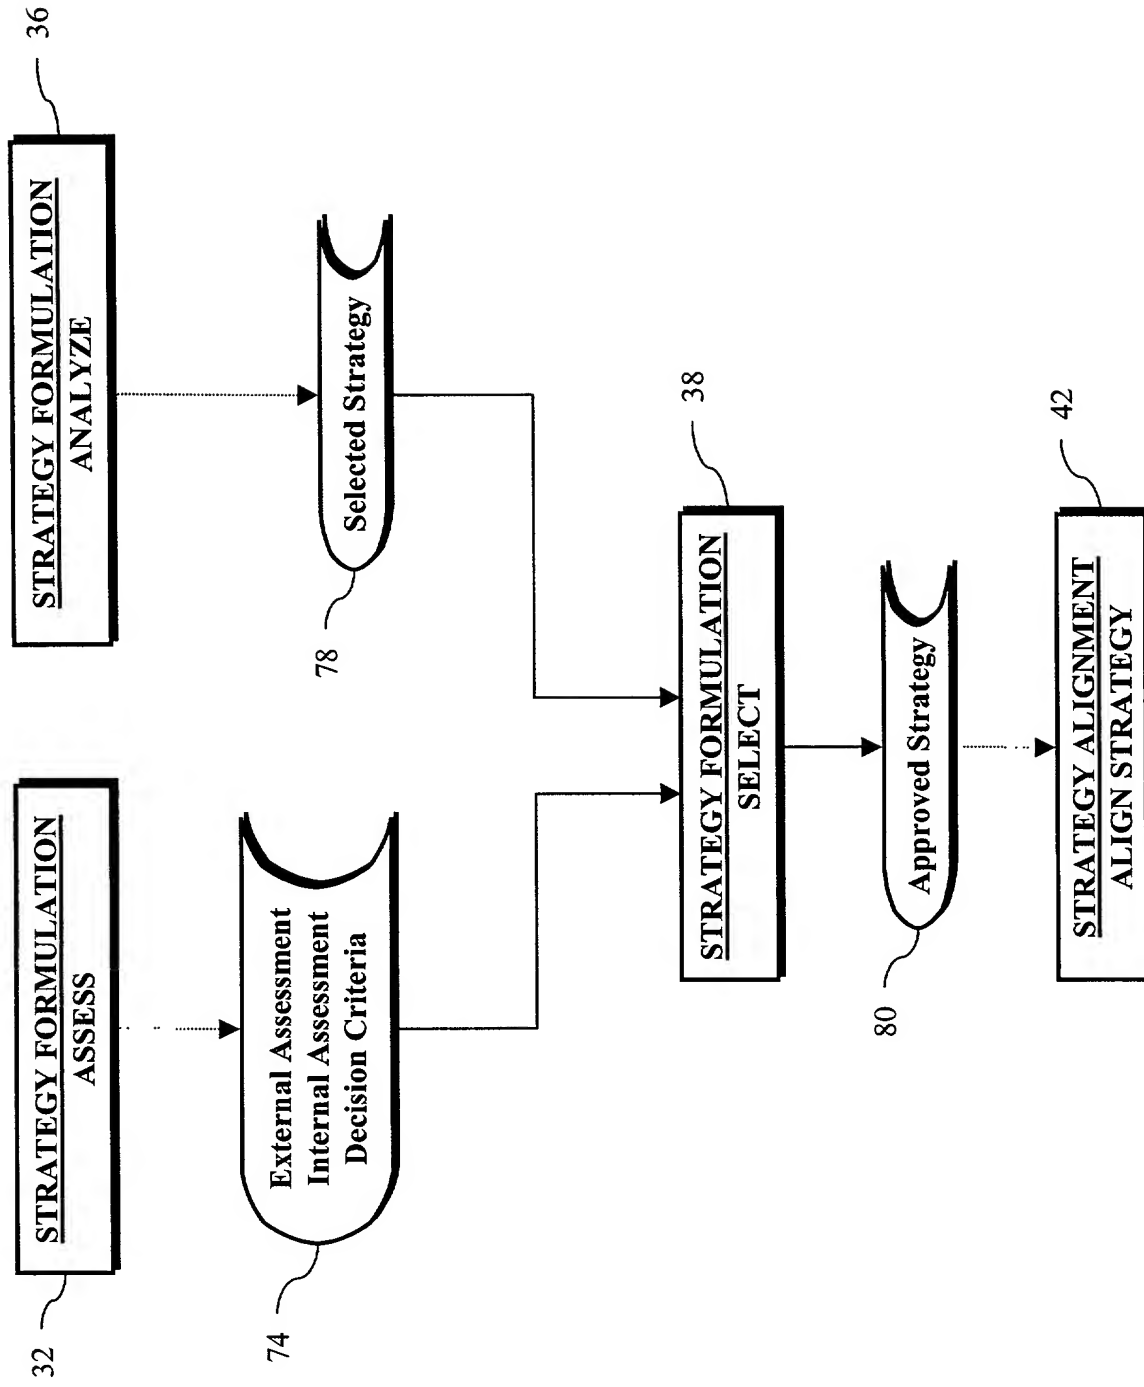 32
STRATEGY FORMULATION
ASSESS
STRATEGY FORMULATION
ANALYZE
36
74
External Assessment
Internal Assessment
Decision Criteria
78
Selected Strategy
STRATEGY FORMULATION
SELECT
38
80
Approved Strategy
STRATEGY ALIGNMENT
ALIGN STRATEGY
42